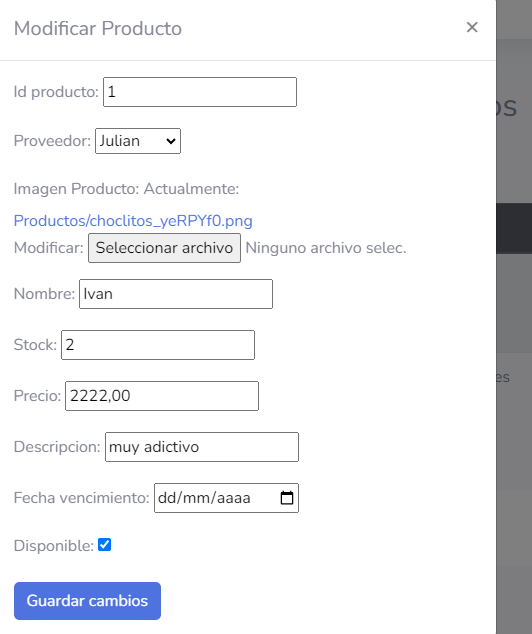 Modificar Producto ×
os
Id producto: 1
Proveedor: Julian
Imagen Producto: Actualmente:
Productos/choclitos_yeRPYf0.png
Modificar: Seleccionar archivo Ninguno archivo selec.
Nombre: Ivan
Stock: 2
es
Precio: 2222,00
Descripcion: muy adictivo
Fecha vencimiento: dd/mm/aaaa
Disponible:
Guardar cambios